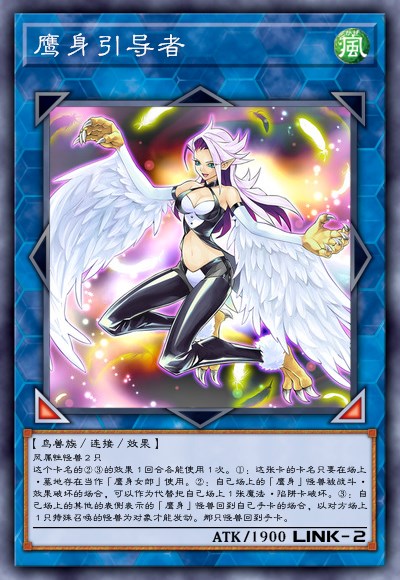 鹰身引导者
風
【鸟兽族／连接／效果】
风属性怪兽２只
这个卡名的②③的效果１回合各能使用１次。①：这张卡的卡名只要在场上
・墓地存在当作「鹰身女郎」使用。②：自己场上的「鹰身」怪兽被战斗・
效果破坏的场合，可以作为代替把自己场上１张魔法・陷阱卡破坏。③：自
己场上的其他的表侧表示的「鹰身」怪兽回到自己手卡的场合，以对方场上
１只特殊召唤的怪兽为对象才能发动。那只怪兽回到手卡。
ATK/1900 LINK-2